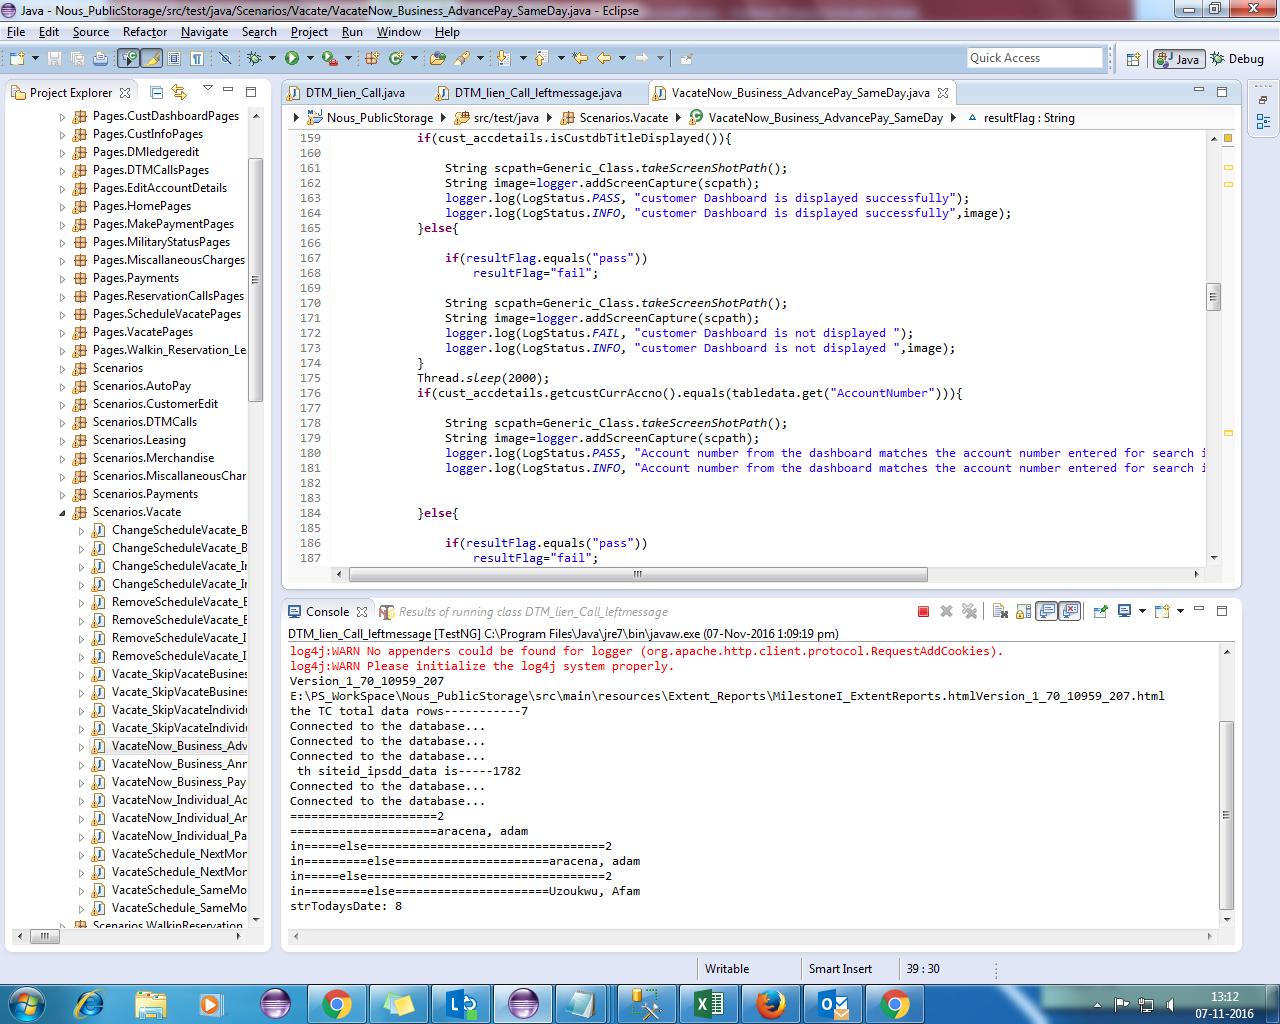 Java - Nous_PublicStorage/src/test/java/Scenarios/Vacate/VacateNow_Business_AdvancePay_SameDay.java - Eclipse
File Edit Source Refactor Navigate Search Project Run Window Help
Quick Access
Java
Debug
Project Explorer
Pages.CustDashboardPages
Pages.CustInfoPages
Pages.DMledgeredit
Pages.DTMCallsPages
Pages.EditAccountDetails
Pages.HomePages
Pages.MakePaymentPages
Pages.MilitaryStatusPages
Pages.MiscallaneousCharges
Pages.Payments
Pages.ReservationCallsPages
Pages.ScheduleVacatePages
Pages.VacatePages
Pages.Walkin_Reservation_Le
Scenarios
Scenarios.AutoPay
Scenarios.CustomerEdit
Scenarios.DTMCalls
Scenarios.Leasing
Scenarios.Merchandise
Scenarios.MiscallaneousChar
Scenarios.Payments
Scenarios.Vacate
ChangeScheduleVacate_B
ChangeScheduleVacate_B
ChangeScheduleVacate_Ir
ChangeScheduleVacate_Ir
RemoveScheduleVacate_E
RemoveScheduleVacate_E
RemoveScheduleVacate_I
RemoveScheduleVacate_I
Vacate_SkipVacateBusines
Vacate_SkipVacateBusines
Vacate_SkipVacateIndividu
Vacate_SkipVacateIndividu
VacateNow_Business_Adv
VacateNow_Business_Anr
VacateNow_Business_Pay
VacateNow_Individual_Ac
VacateNow_Individual_Ar
VacateNow_Individual_Pa
VacateSchedule_NextMor
VacateSchedule_NextMor
VacateSchedule_SameMo
VacateSchedule_SameMo
Scenarios.WalkinReservation
DTM_lien_Call.java
DTM_lien_Call_leftmessage.java
VacateNow_Business_AdvancePay_SameDay.java
Nous_PublicStorage src/test/java Scenarios.Vacate VacateNow_Business_AdvancePay_SameDay resultFlag : String
159 if(cust_accdetails.isCustdbTitleDisplayed()){
160
161 String scpath=Generic_Class.takeScreenShotPath();
162 String image=logger.addScreenCapture(scpath);
163 logger.log(LogStatus.PASS, "customer Dashboard is displayed successfully");
164 logger.log(LogStatus.INFO, "customer Dashboard is displayed successfully",image);
165 }else{
166
167 if(resultFlag.equals("pass"))
168 resultFlag="fail";
169
170 String scpath=Generic_Class.takeScreenShotPath();
171 String image=logger.addScreenCapture(scpath);
172 logger.log(LogStatus.FAIL, "customer Dashboard is not displayed ");
173 logger.log(LogStatus.INFO, "customer Dashboard is not displayed ",image);
174 }
175 Thread.sleep(2000);
176 if(cust_accdetails.getcustCurrAccno().equals(tabledata.get("AccountNumber"))){
177
178 String scpath=Generic_Class.takeScreenShotPath();
179 String image=logger.addScreenCapture(scpath);
180 logger.log(LogStatus.PASS, "Account number from the dashboard matches the account number entered for search i
181 logger.log(LogStatus.INFO, "Account number from the dashboard matches the account number entered for search i
182
183
184 }else{
185
186 if(resultFlag.equals("pass"))
187 resultFlag="fail";
Console
Results of running class DTM_lien_Call_leftmessage
DTM_lien_Call_leftmessage [TestNG] C:\Program Files\Java\jre7\bin\javaw.exe (07-Nov-2016 1:09:19 pm)
log4j:WARN No appenders could be found for logger (org.apache.http.client.protocol.RequestAddCookies).
log4j:WARN Please initialize the log4j system properly.
Version_1_70_10959_207
E:\PS_WorkSpace\Nous_PublicStorage\src\main\resources\Extent_Reports\MilestoneI_ExtentReports.htmlVersion_1_70_10959_207.html
the TC total data rows-----------7
Connected to the database...
Connected to the database...
Connected to the database...
th siteid_ipsdd_data is-----1782
Connected to the database...
Connected to the database...
=====================2
=====================aracena, adam
in=====else==================================2
in=========else======================aracena, adam
in=====else==================================2
in=========else======================Uzoukwu, Afam
strTodaysDate: 8
Writable
Smart Insert
39 : 30
13:12
07-11-2016